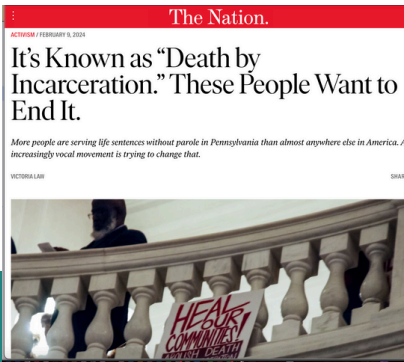 The Nation.
ACTIVISM / FEBRUARY 9, 2024
It's Known as “Death by
Incarceration.” These People Want to
End It.
More people are serving life sentences without parole in Pennsylvania than almost anywhere else in America.
increasingly vocal movement is trying to change that.
VICTORIA LAW
SHAR
HEAL
OUR
COMMUNITIES!
ABOLISH DEATH